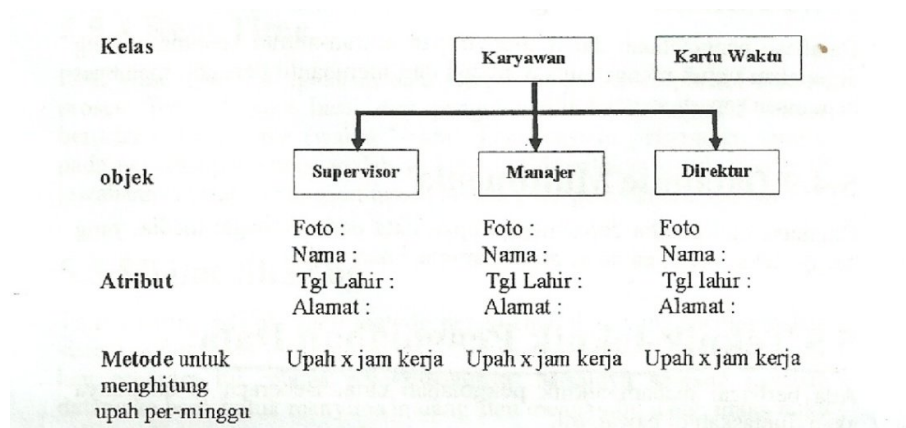 Kelas
Karyawan
Kartu Waktu
objek
Supervisor
Manajer
Direktur
Atribut
Foto :
Nama :
Tgl Lahir :
Alamat :
Foto :
Nama :
Tgl Lahir :
Alamat :
Foto
Nama :
Tgl lahir :
Alamat :
Metode untuk
menghitung
upah per-minggu
Upah x jam kerja
Upah x jam kerja
Upah x jam kerja